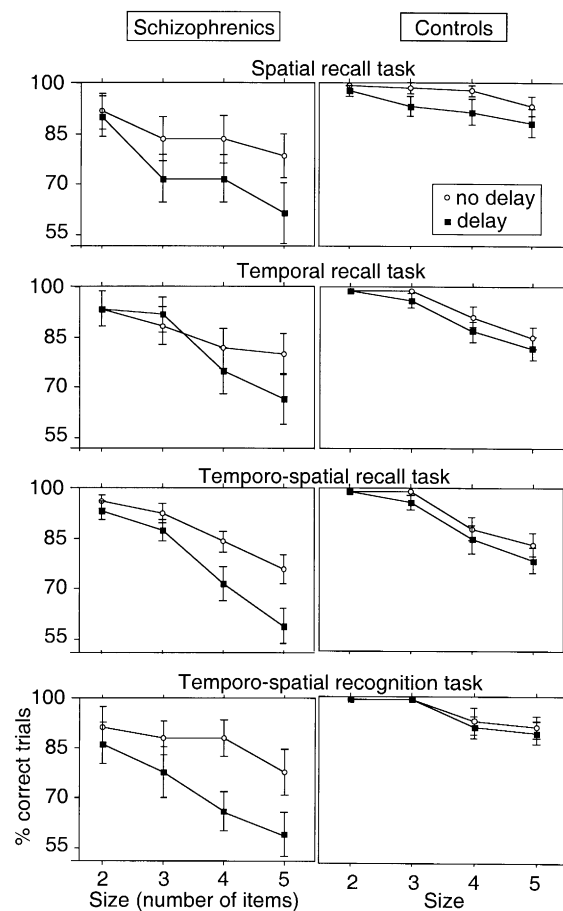 Schizophrenics Controls
Spatial recall task
100
85
70
55
no delay
delay
Temporal recall task
100
85
70
55
Temporo-spatial recall task
100
85
70
55
Temporo-spatial recognition task
100
85
70
55
% correct trials
2 3 4 5 2 3 4 5
Size (number of items) Size